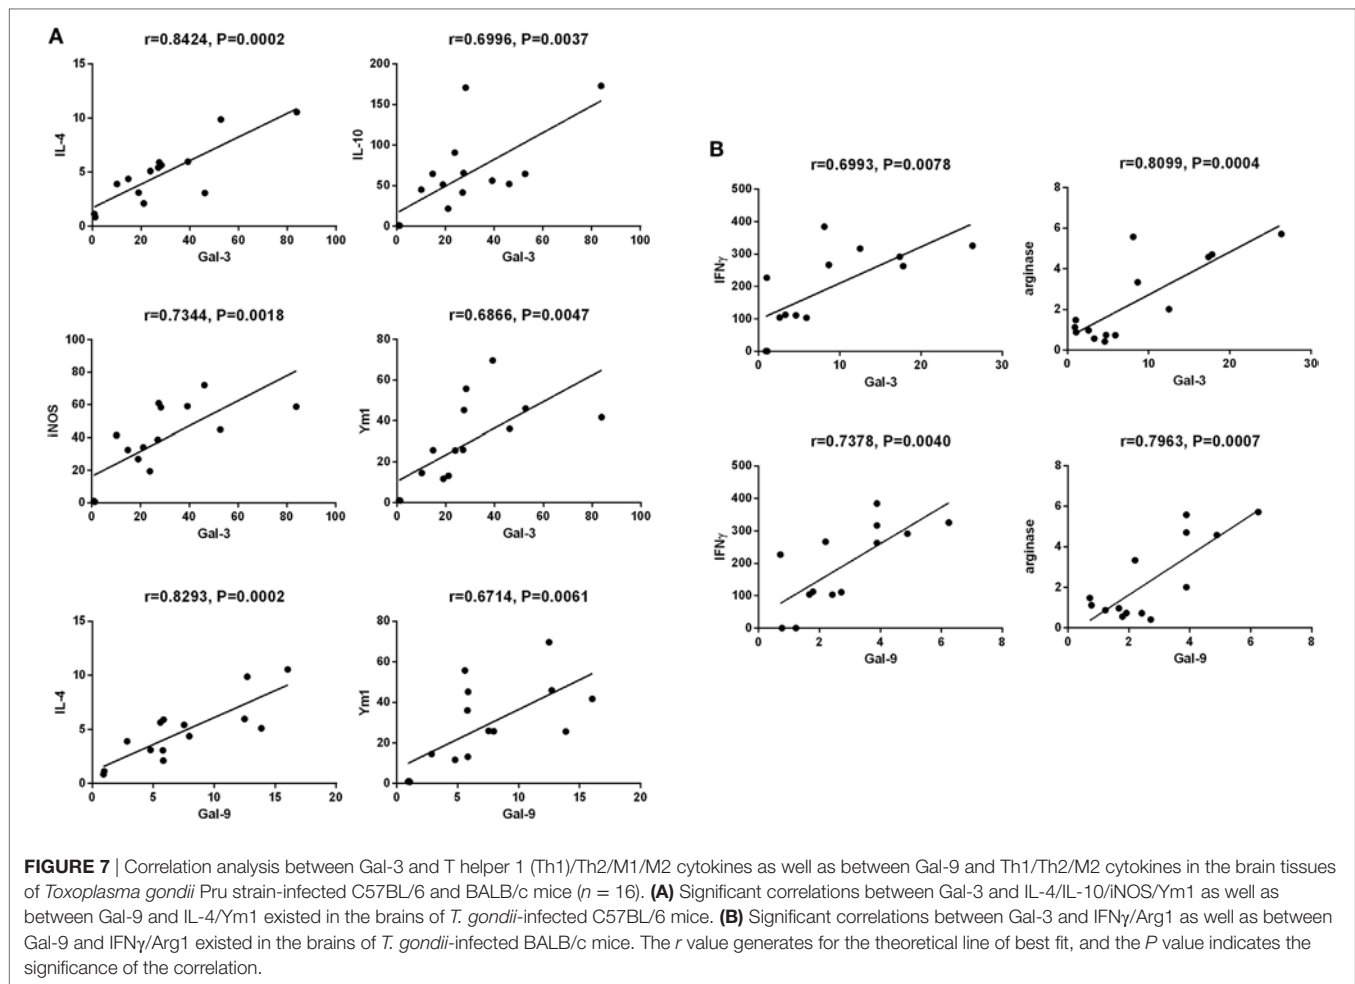 A
r=0.8424, P=0.0002
15
10
5
0
IL-4
0 20 40 60 80 100
Gal-3
r=0.6996, P=0.0037
200
150
100
50
0
IL-10
0 20 40 60 80 100
Gal-3
r=0.7344, P=0.0018
100
80
60
40
20
0
iNOS
0 20 40 60 80 100
Gal-3
r=0.6866, P=0.0047
80
60
40
20
0
Ym1
0 20 40 60 80 100
Gal-3
r=0.8293, P=0.0002
15
10
5
0
IL-4
0 5 10 15 20
Gal-9
r=0.6714, P=0.0061
80
60
40
20
0
Ym1
0 5 10 15 20
Gal-9
B
r=0.6993, P=0.0078
500
400
300
200
100
0
IFNγ
0 10 20 30
Gal-3
r=0.8099, P=0.0004
8
6
4
2
0
arginase
0 10 20 30
Gal-3
r=0.7378, P=0.0040
500
400
300
200
100
0
IFNγ
0 2 4 6 8
Gal-9
r=0.7963, P=0.0007
8
6
4
2
0
arginase
0 2 4 6 8
Gal-9
FIGURE 7 | Correlation analysis between Gal-3 and T helper 1 (Th1)/Th2/M1/M2 cytokines as well as between Gal-9 and Th1/Th2/M2 cytokines in the brain tissues
of Toxoplasma gondii Pru strain-infected C57BL/6 and BALB/c mice (n = 16). (A) Significant correlations between Gal-3 and IL-4/IL-10/iNOS/Ym1 as well as
between Gal-9 and IL-4/Ym1 existed in the brains of T. gondii-infected C57BL/6 mice. (B) Significant correlations between Gal-3 and IFNγ/Arg1 as well as between
Gal-9 and IFNγ/Arg1 existed in the brains of T. gondii-infected BALB/c mice. The r value generates for the theoretical line of best fit, and the P value indicates the
significance of the correlation.